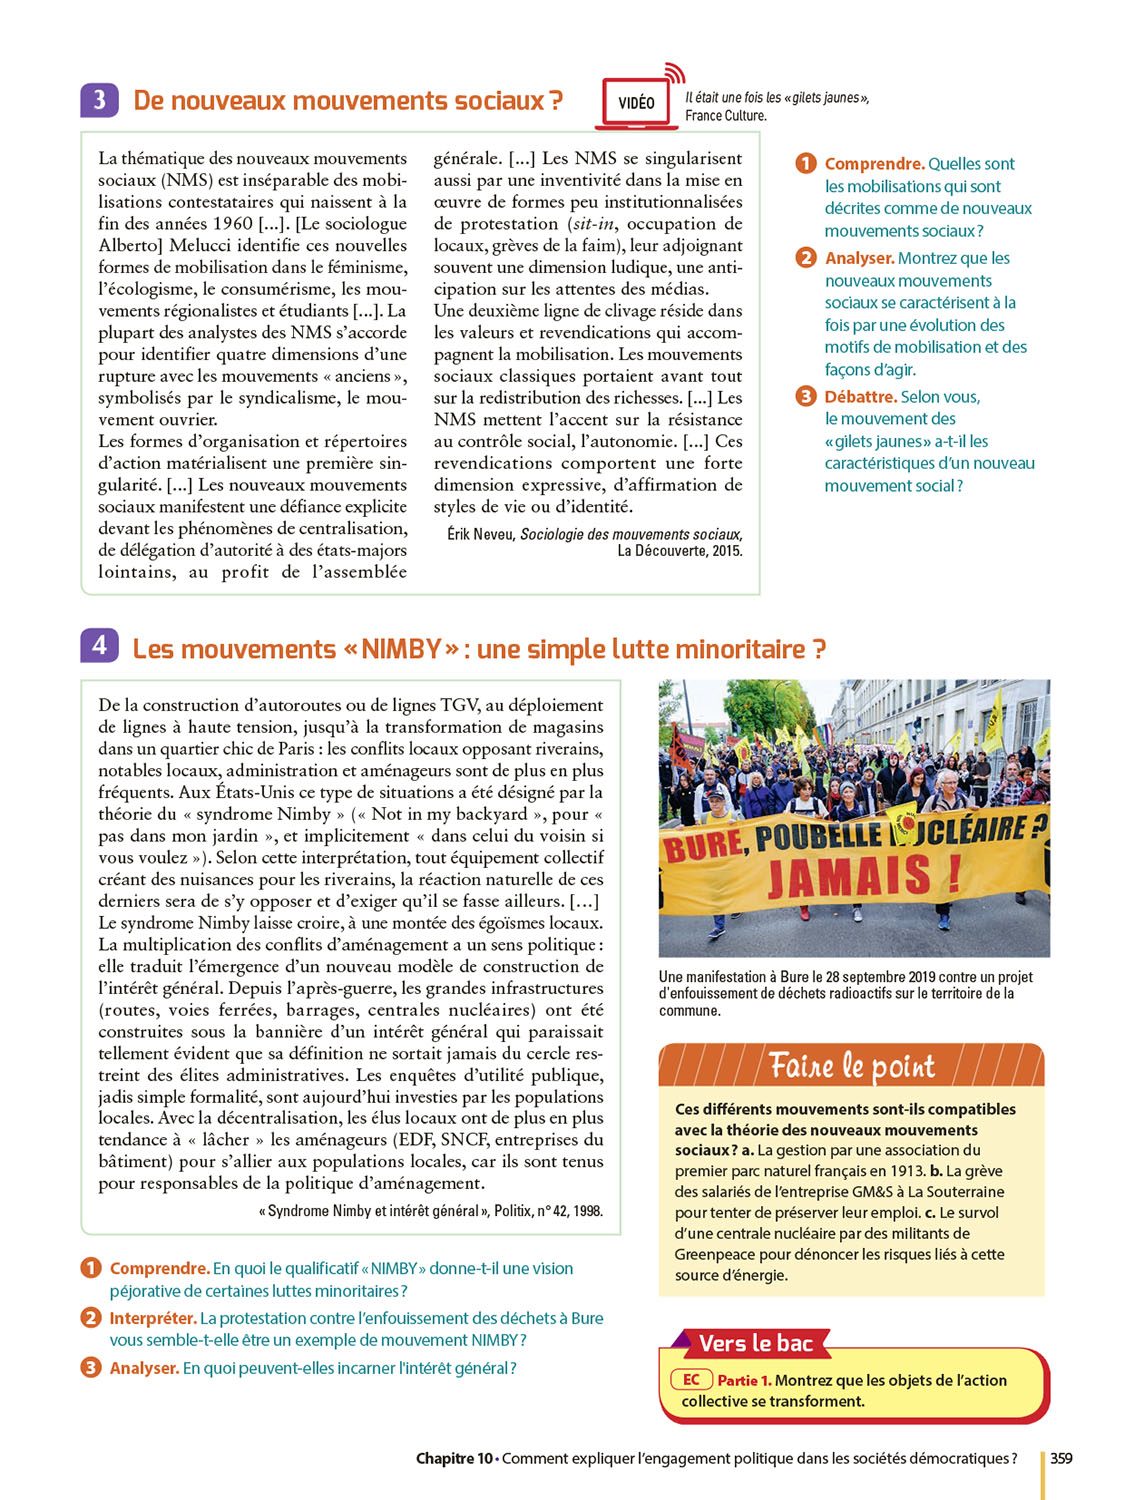 3 De nouveaux mouvements sociaux ?
VIDÉO
Il était une fois les « gilets jaunes »,
France Culture.
La thématique des nouveaux mouvements
sociaux (NMS) est inséparable des mobi-
lisations contestataires qui naissent à la
fin des années 1960 [...]. [Le sociologue
Alberto] Melucci identifie ces nouvelles
formes de mobilisation dans le féminisme,
l’écologisme, le consumérisme, les mou-
vements régionalistes et étudiants [...]. La
plupart des analystes des NMS s’accorde
pour identifier quatre dimensions d’une
rupture avec les mouvements « anciens »,
symbolisés par le syndicalisme, le mou-
vement ouvrier.
Les formes d’organisation et répertoires
d’action matérialisent une première sin-
gularité. [...] Les nouveaux mouvements
sociaux manifestent une défiance explicite
devant les phénomènes de centralisation,
de délégation d’autorité à des états-majors
lointains, au profit de l’assemblée
générale. [...] Les NMS se singularisent
aussi par une inventivité dans la mise en
œuvre de formes peu institutionnalisées
de protestation (sit-in, occupation de
locaux, grèves de la faim), leur adjoignant
souvent une dimension ludique, une anti-
cipation sur les attentes des médias.
Une deuxième ligne de clivage réside dans
les valeurs et revendications qui accom-
pagnent la mobilisation. Les mouvements
sociaux classiques portaient avant tout
sur la redistribution des richesses. [...] Les
NMS mettent l’accent sur la résistance
au contrôle social, l’autonomie. [...] Ces
revendications comportent une forte
dimension expressive, d’affirmation de
styles de vie ou d’identité.
Érik Neveu, Sociologie des mouvements sociaux,
La Découverte, 2015.
1 Comprendre. Quelles sont
les mobilisations qui sont
décrites comme de nouveaux
mouvements sociaux ?
2 Analyser. Montrez que les
nouveaux mouvements
sociaux se caractérisent à la
fois par une évolution des
motifs de mobilisation et des
façons d’agir.
3 Débattre. Selon vous,
le mouvement des
« gilets jaunes » a-t-il les
caractéristiques d’un nouveau
mouvement social ?
4 Les mouvements « NIMBY » : une simple lutte minoritaire ?
De la construction d’autoroutes ou de lignes TGV, au déploiement
de lignes à haute tension, jusqu’à la transformation de magasins
dans un quartier chic de Paris : les conflits locaux opposant riverains,
notables locaux, administration et aménageurs sont de plus en plus
fréquents. Aux États-Unis ce type de situations a été désigné par la
théorie du « syndrome Nimby » (« Not in my backyard », pour «
pas dans mon jardin », et implicitement « dans celui du voisin si
vous voulez »). Selon cette interprétation, tout équipement collectif
créant des nuisances pour les riverains, la réaction naturelle de ces
derniers sera de s’y opposer et d’exiger qu’il se fasse ailleurs. […]
Le syndrome Nimby laisse croire, à une montée des égoïsmes locaux.
La multiplication des conflits d’aménagement a un sens politique :
elle traduit l’émergence d’un nouveau modèle de construction de
l’intérêt général. Depuis l’après-guerre, les grandes infrastructures
(routes, voies ferrées, barrages, centrales nucléaires) ont été
construites sous la bannière d’un intérêt général qui paraissait
tellement évident que sa définition ne sortait jamais du cercle res-
treint des élites administratives. Les enquêtes d’utilité publique,
jadis simple formalité, sont aujourd’hui investies par les populations
locales. Avec la décentralisation, les élus locaux ont de plus en plus
tendance à « lâcher » les aménageurs (EDF, SNCF, entreprises du
bâtiment) pour s’allier aux populations locales, car ils sont tenus
pour responsables de la politique d’aménagement.
« Syndrome Nimby et intérêt général », Politix, n° 42, 1998.
1 Comprendre. En quoi le qualificatif « NIMBY » donne-t-il une vision
péjorative de certaines luttes minoritaires ?
2 Interpréter. La protestation contre l’enfouissement des déchets à Bure
vous semble-t-elle être un exemple de mouvement NIMBY ?
3 Analyser. En quoi peuvent-elles incarner l'intérêt général ?
BURE, POUBELLE NUCLÉAIRE ?
JAMAIS !
Une manifestation à Bure le 28 septembre 2019 contre un projet
d'enfouissement de déchets radioactifs sur le territoire de la
commune.
Faire le point
Ces différents mouvements sont-ils compatibles
avec la théorie des nouveaux mouvements
sociaux ? a. La gestion par une association du
premier parc naturel français en 1913. b. La grève
des salariés de l’entreprise GM&S à La Souterraine
pour tenter de préserver leur emploi. c. Le survol
d’une centrale nucléaire par des militants de
Greenpeace pour dénoncer les risques liés à cette
source d’énergie.
Vers le bac
EC Partie 1. Montrez que les objets de l’action
collective se transforment.
Chapitre 10 • Comment expliquer l’engagement politique dans les sociétés démocratiques ? 359